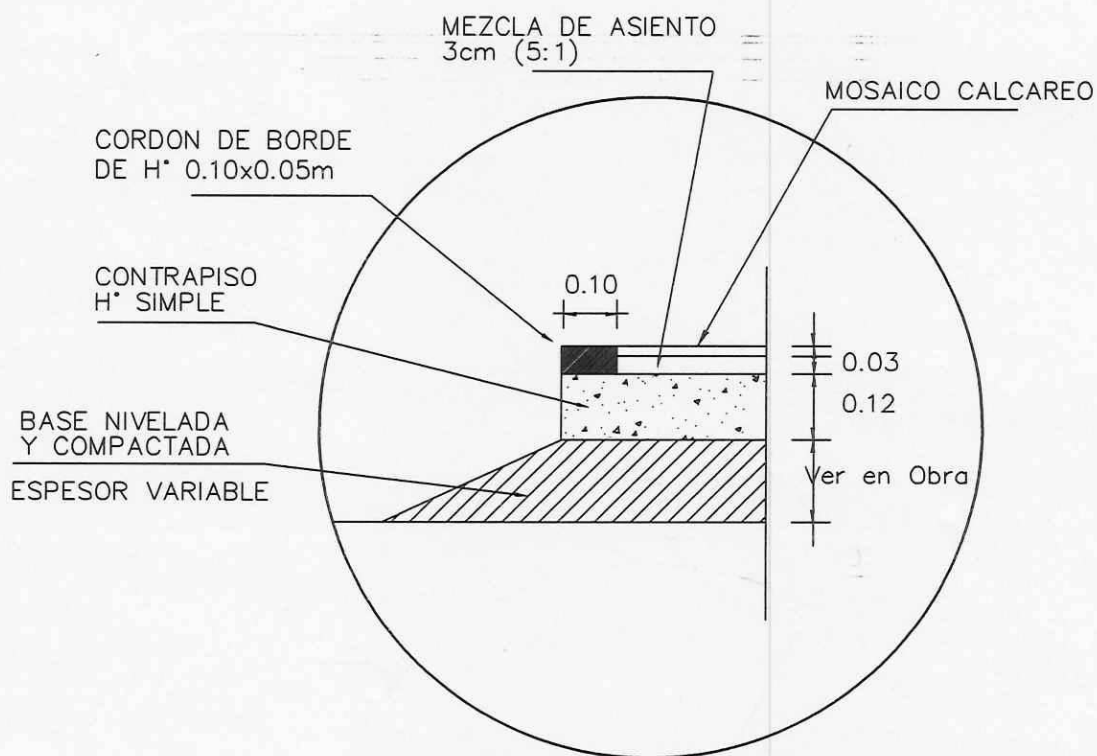 MEZCLA DE ASIENTO
3cm (5:1)
MOSAICO CALCAREO
CORDON DE BORDE
DE H° 0.10x0.05m
CONTRAPISO
H° SIMPLE
0.10
0.03
0.12
BASE NIVELADA
Y COMPACTADA
ESPESOR VARIABLE
Ver en Obra